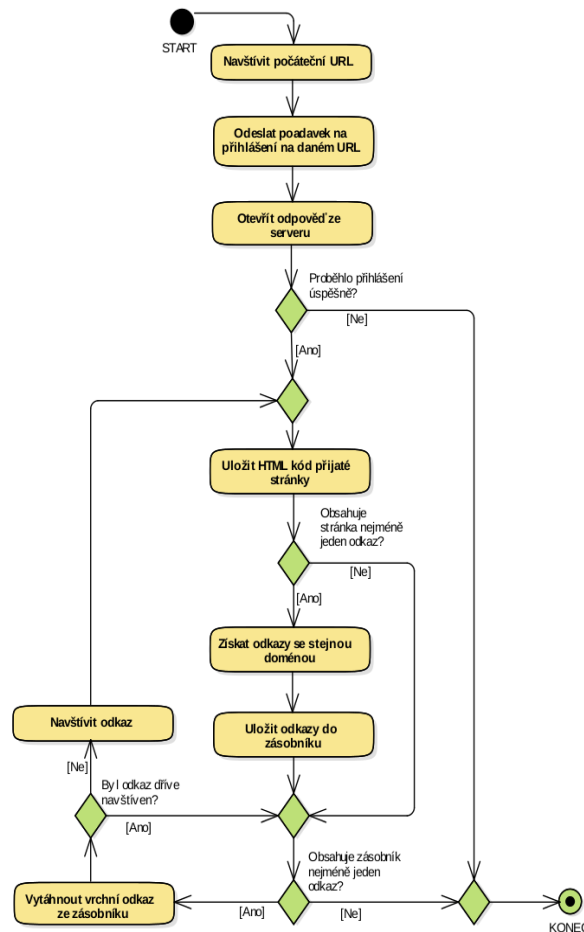 START
Navštívit počáteční URL
Odeslat poadavek na
přihlášení na daném URL
Otevřít odpověď ze
serveru
Proběhlo přihlášení
úspěšně?
[Ne]
[Ano]
Uložit HTML kód přijaté
stránky
Obsahuje
stránka nejméně
jeden odkaz?
[Ne]
[Ano]
Získat odkazy se stejnou
doménou
Navštívit odkaz
Uložit odkazy do
zásobníku
[Ne]
Byl odkaz dříve
navštíven?
[Ano]
Obsahuje zásobník
nejméně jeden
odkaz?
Vytáhnout vrchní odkaz
ze zásobníku
[Ano]
[Ne]
KONEC